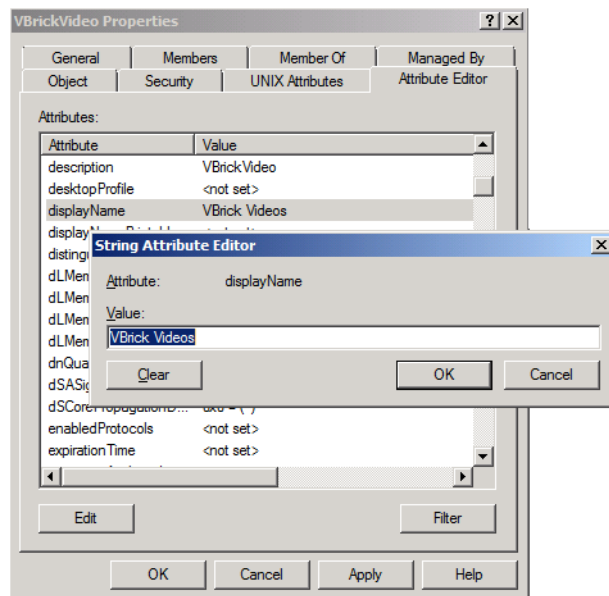 VBrickVideo Properties
General Members Member Of Managed By
Object Security UNIX Attributes Attribute Editor
Attributes:
Attribute Value
description VBrickVideo
desktopProfile <not set>
displayName VBrick Videos
String Attribute Editor
Attribute: displayName
Value:
VBrick Videos
Clear OK Cancel
enabledProtocols <not set>
expirationTime <not set>
Edit Filter
OK Cancel Apply Help